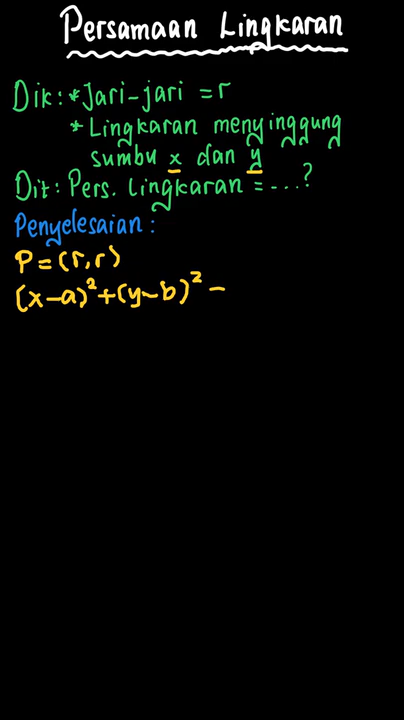 Persamaan Lingkaran
Dik: * Jari-jari = r
* Lingkaran menyinggung
sumbu x dan y
Dit: Pers. lingkaran = ...?
Penyelesaian:
P = (r, r)
(x-a)² + (y-b)² -